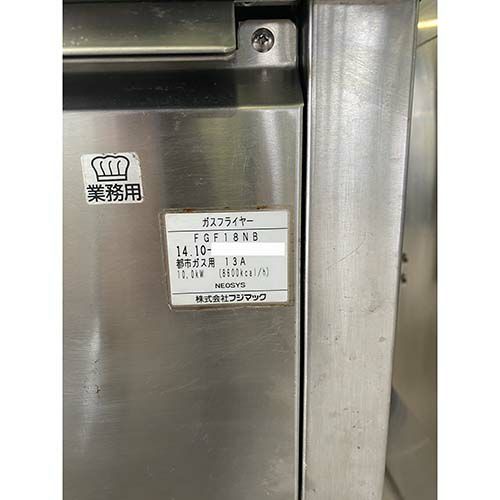 業務用
ガスフライヤー
FGF18NB
14.10-
都市ガス用 13A
10.0kW (8600kcal/h)
NEOSYS
株式会社フジマック